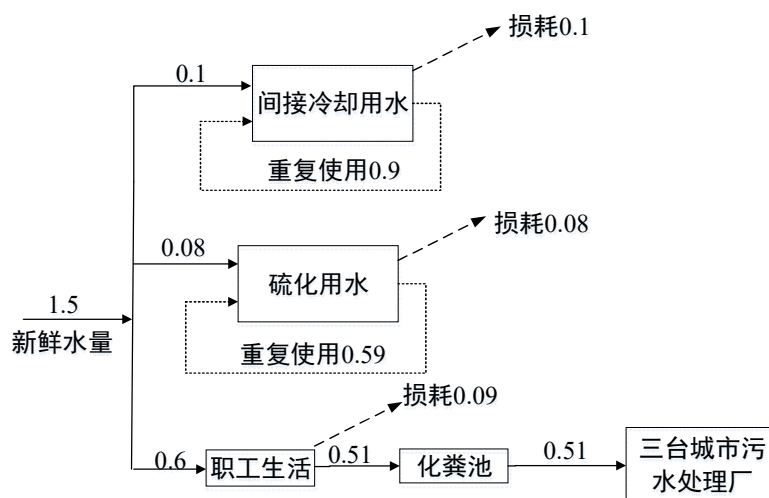 损耗0.1
0.1
间接冷却用水
重复使用0.9
损耗0.08
0.08
硫化用水
1.5
新鲜水量
重复使用0.59
损耗0.09
0.6
职工生活
0.51
化粪池
0.51
三台城市污
水处理厂